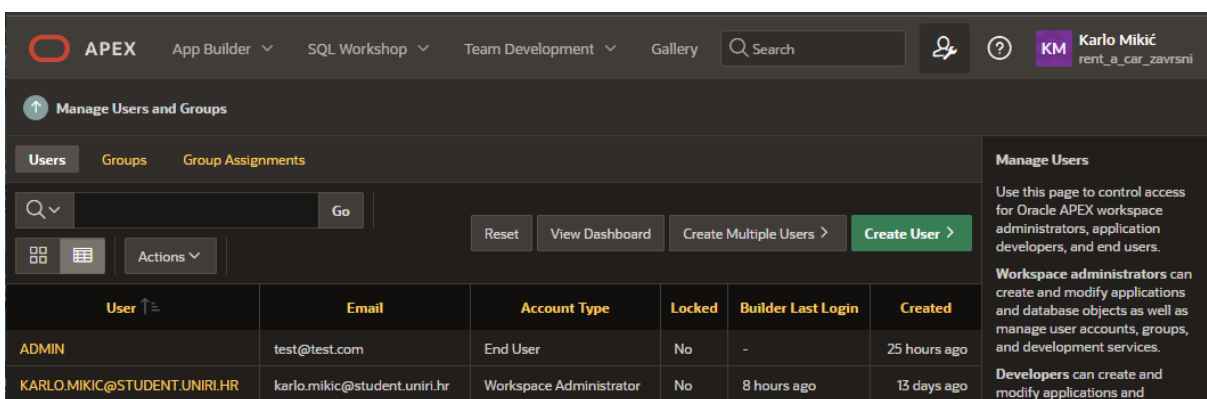 APEX App Builder SQL Workshop Team Development Gallery Search KM Karlo Mikić
rent_a_car_zavrsni
Manage Users and Groups
Users Groups Group Assignments
Go
Reset View Dashboard Create Multiple Users Create User
Actions
User Email Account Type Locked Builder Last Login Created
ADMIN test@test.com End User No - 25 hours ago
KARLO.MIKIC@STUDENT.UNIRI.HR karlo.mikic@student.uniri.hr Workspace Administrator No 8 hours ago 13 days ago
Manage Users
Use this page to control access
for Oracle APEX workspace
administrators, application
developers, and end users.
Workspace administrators can
create and modify applications
and database objects as well as
manage user accounts, groups,
and development services.
Developers can create and
modify applications and